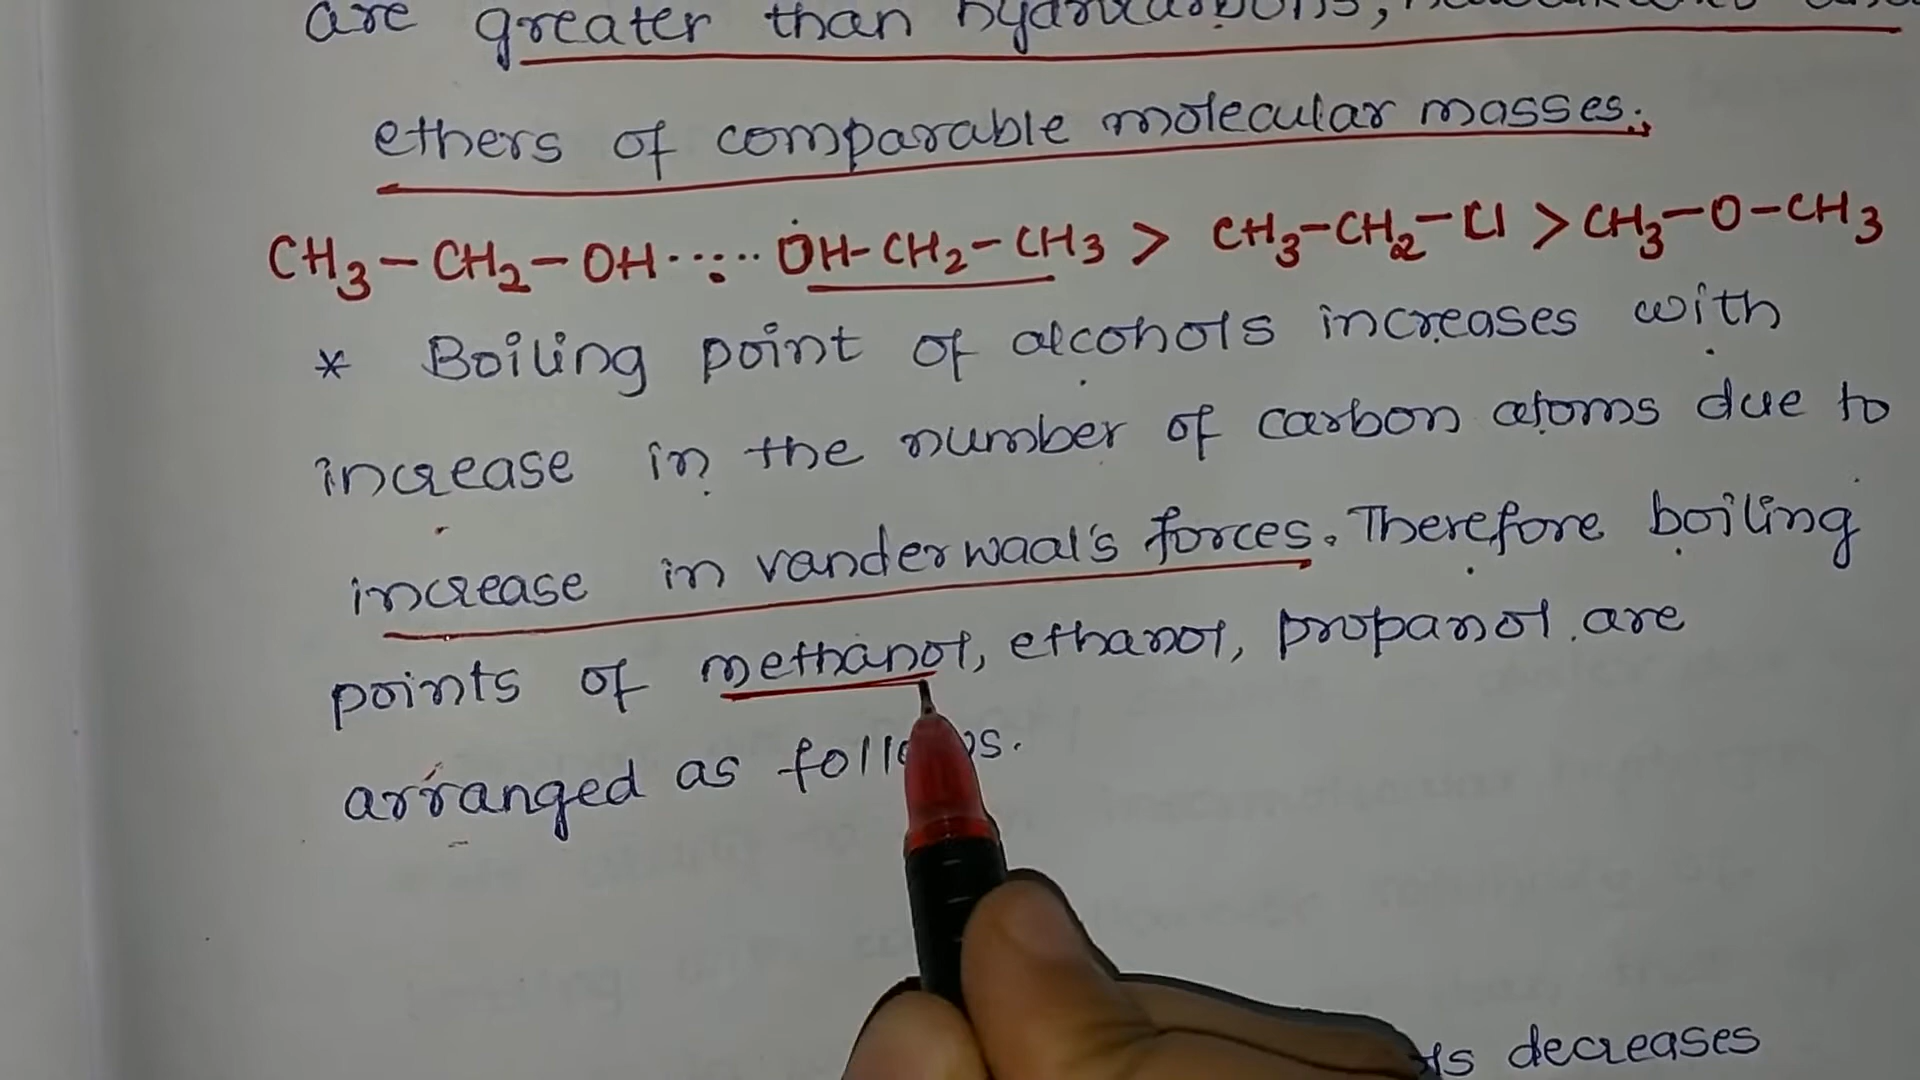 are greater than hydrocarbons,
ethers of comparable molecular masses.
CH3-CH2-OH......OH-CH2-CH3 > CH3-CH2-Cl > CH3-O-CH3
* Boiling point of alcohols increases with
increase in the number of carbon atoms due to
increase in vanderwaal's forces. Therefore boiling
points of methanol, ethanol, propanol are
arranged as follows.
decreases